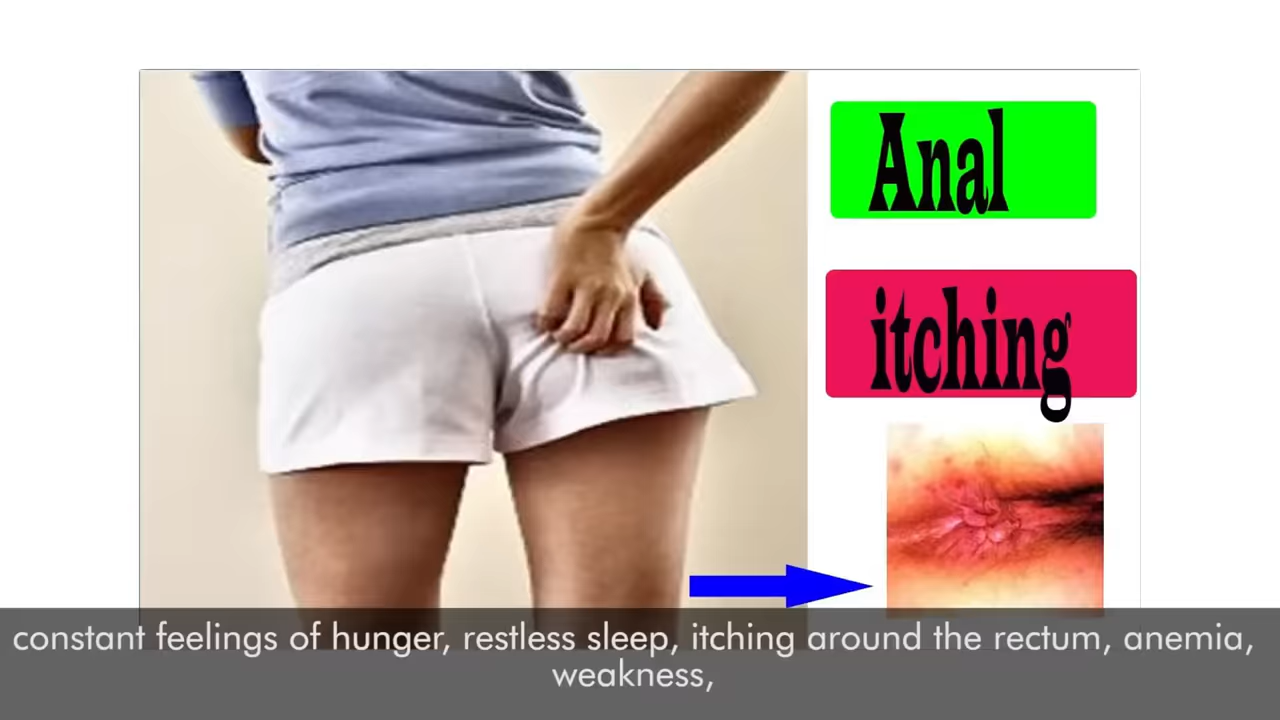 Anal
itching
constant feelings of hunger, restless sleep, itching around the rectum, anemia,
weakness,